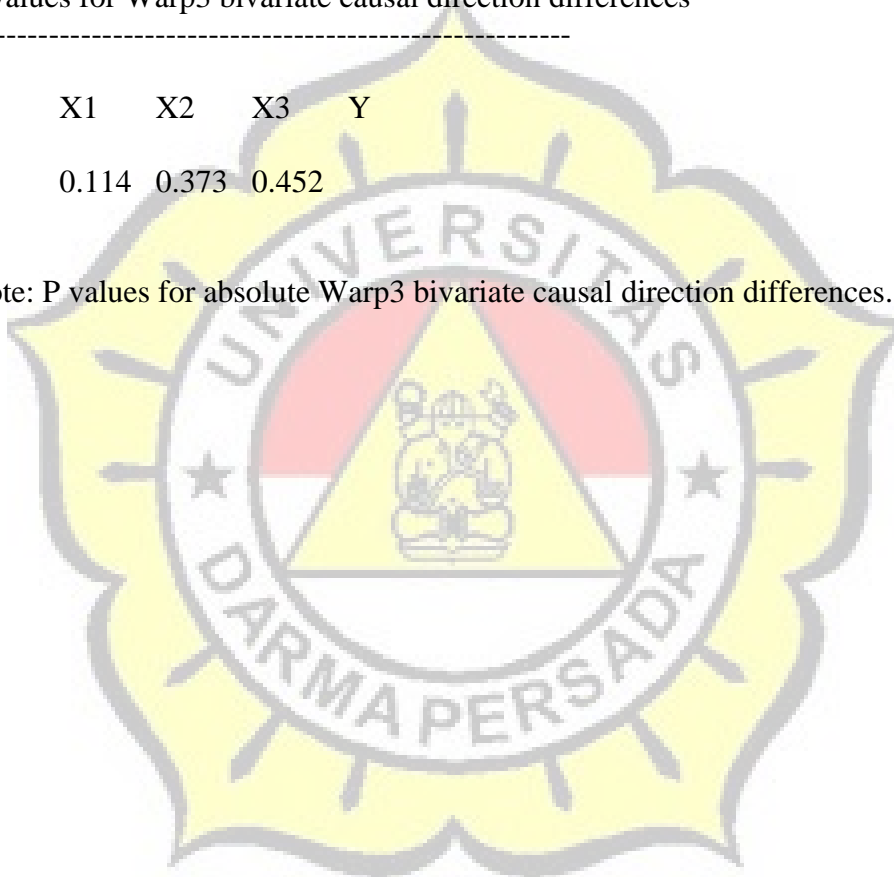 values for Warp3 bivariate causal direction differences
------------------------------------------------------
X1 X2 X3 Y
0.114 0.373 0.452
te: P values for absolute Warp3 bivariate causal direction differences.
UNIVERSITAS
DARMA PERSADA